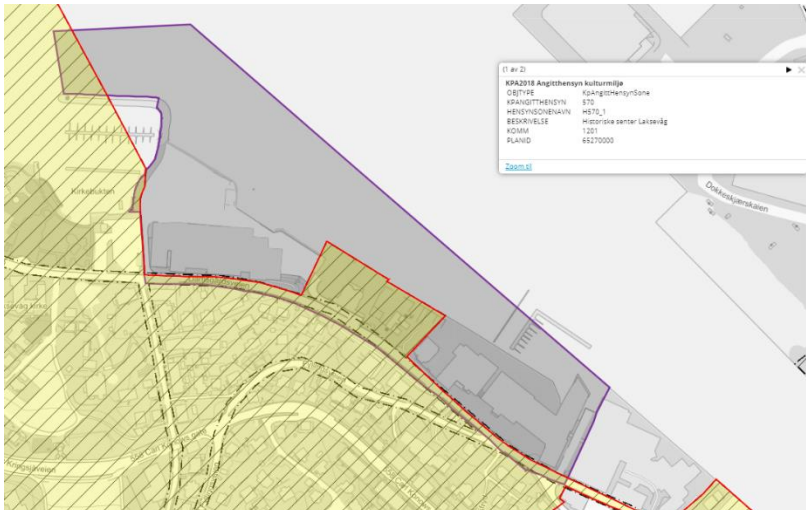 (1 av 2)
KPA2018 Angitthensyn kulturmiljø
OBJTYPE KpAngittHensynSone
KPANGITTHENSYN 570
HENSYNSONENAVN H570_1
BESKRIVELSE Historiske senter Laksevåg
KOMM 1201
PLANID 65270000
Zoom til
Kirkebukten
Dokkeskjærskaien
kirke